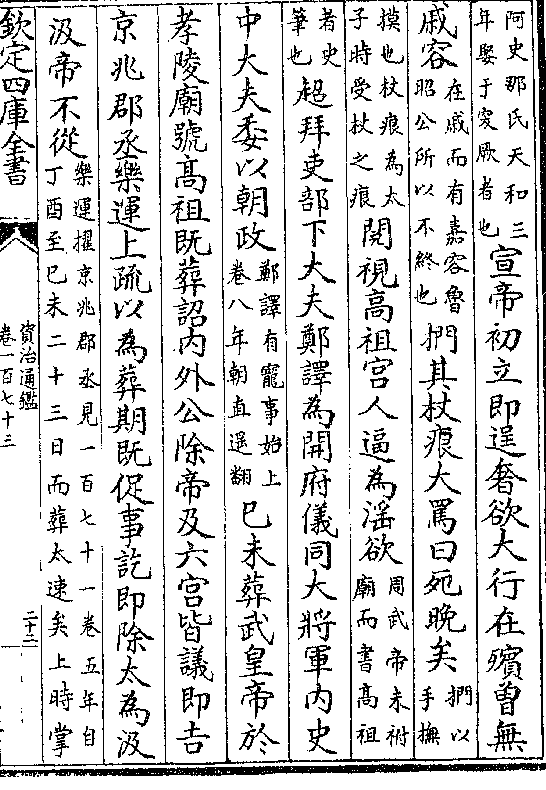 阿史那氏天和三
年娶于突厥者也
宣帝初立即逞奢欲大行在殯曾無
戚容
在戚而有嘉容魯
昭公所以不終也
捫其杖痕大罵曰死晚矣
捫以
手撫
摸也杖痕為太
子時受杖之痕
閱視高祖宫人逼為淫欲
周武帝未祔
廟而書高祖
者史
筆也
超拜吏部下大夫鄭譯為開府儀同大將軍内史
中大夫委以朝政
鄭譯有寵事始上
卷八年朝直遥翻
己未葬武皇帝於
孝陵廟號高祖既葬詔内外公除帝及六宫皆議即吉
京兆郡丞樂運上疏以為葬期既促事訖即除太為汲
汲帝不從
樂運擢京兆郡丞見一百七十一卷五年自
丁酉至己未二十三日而葬太速矣上時掌
欽定四庫全書
資治通鑑
卷一百七十三